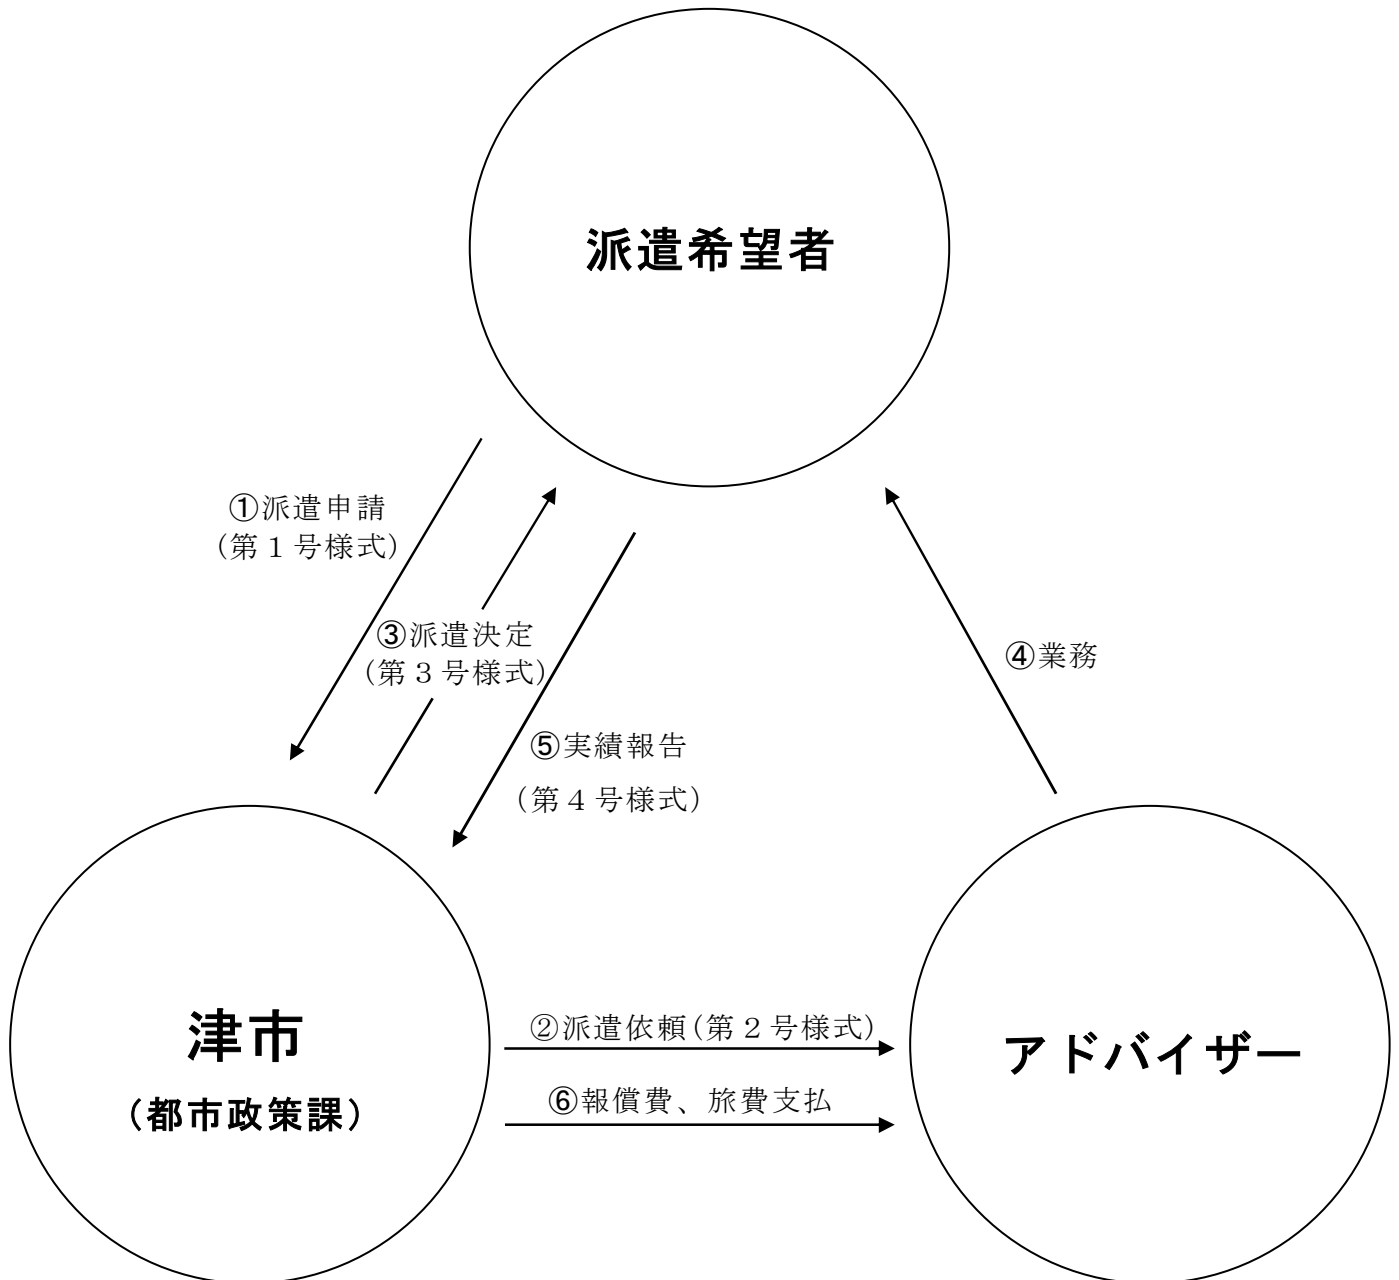 派遣希望者
①派遣申請
(第１号様式)
③派遣決定
(第３号様式)
④業務
⑤実績報告
(第４号様式)
津市
(都市政策課)
②派遣依頼(第２号様式)
⑥報償費、旅費支払
アドバイザー